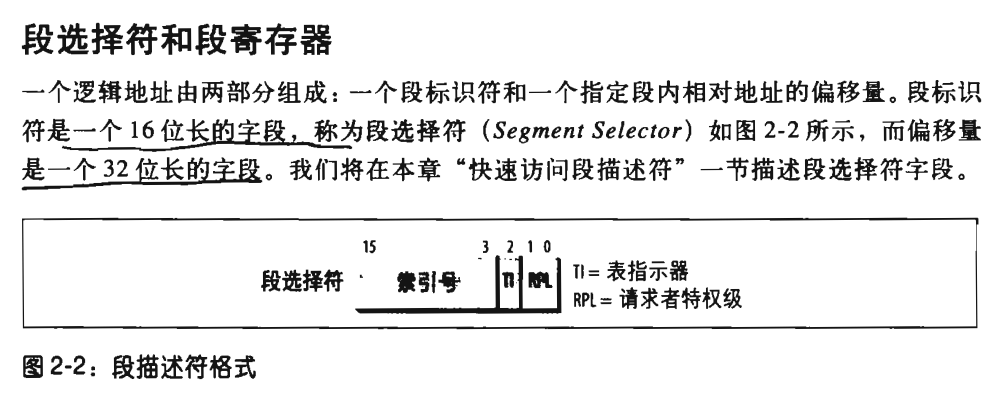 段选择符和段寄存器
一个逻辑地址由两部分组成：一个段标识符和一个指定段内相对地址的偏移量。段标识
符是一个 16 位长的字段，称为段选择符（Segment Selector）如图 2-2 所示，而偏移量
是一个 32 位长的字段。我们将在本章“快速访问段描述符”一节描述段选择符字段。
15 3 2 1 0
段选择符 索引号 TI RPL TI = 表指示器
RPL = 请求者特权级
图 2-2：段描述符格式